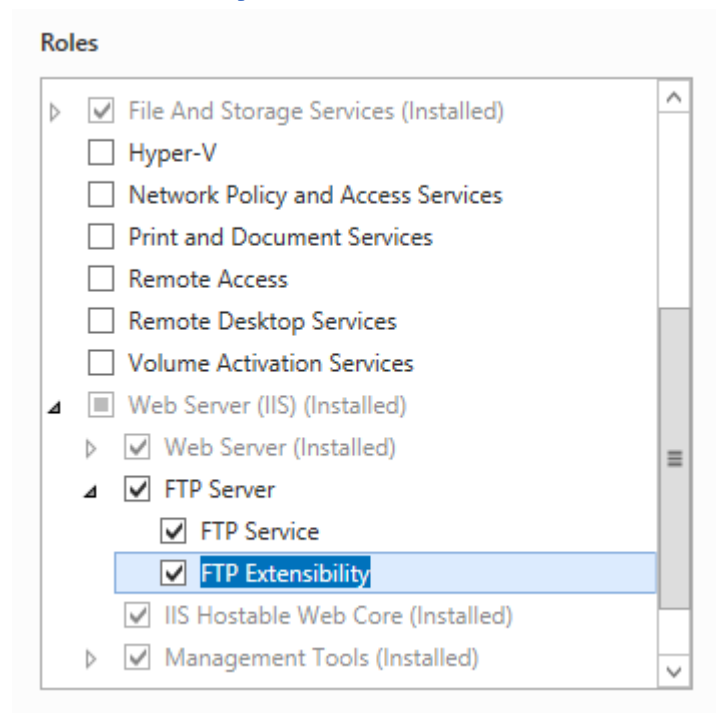 Roles
File And Storage Services (Installed)
Hyper-V
Network Policy and Access Services
Print and Document Services
Remote Access
Remote Desktop Services
Volume Activation Services
Web Server (IIS) (Installed)
Web Server (Installed)
FTP Server
FTP Service
FTP Extensibility
IIS Hostable Web Core (Installed)
Management Tools (Installed)